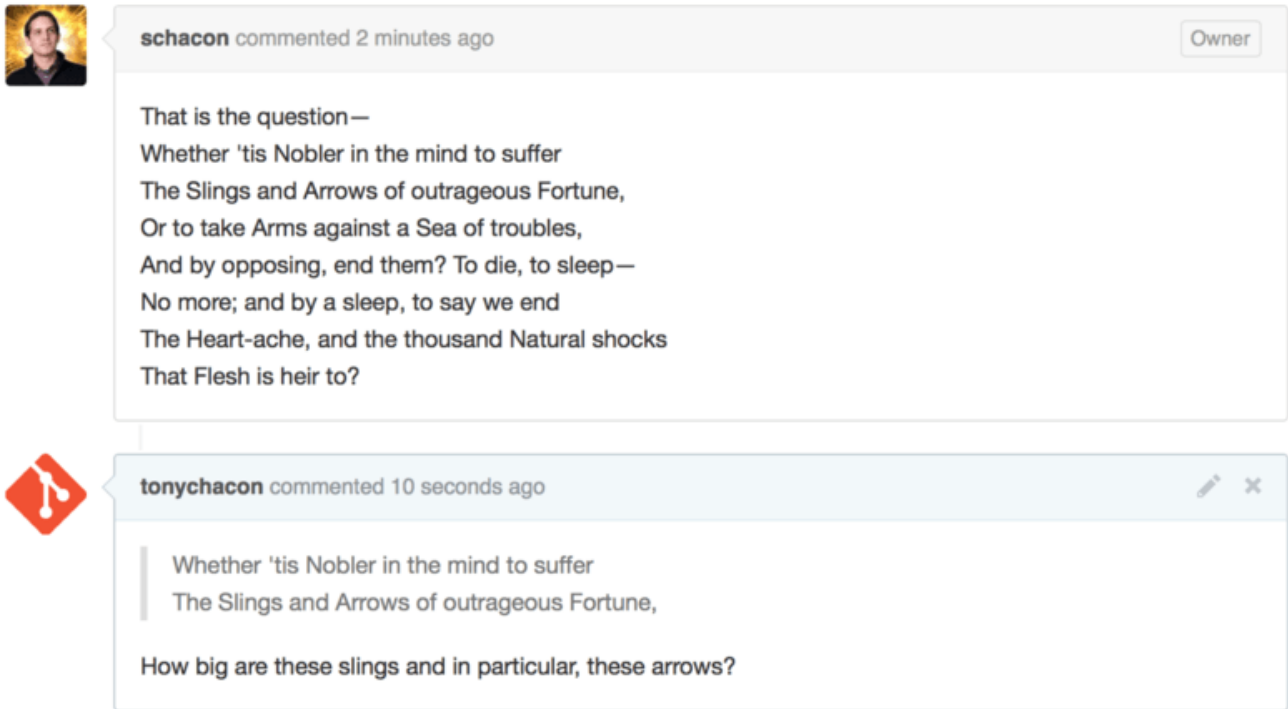 schacon commented 2 minutes ago
Owner
That is the question—
Whether 'tis Nobler in the mind to suffer
The Slings and Arrows of outrageous Fortune,
Or to take Arms against a Sea of troubles,
And by opposing, end them? To die, to sleep—
No more; and by a sleep, to say we end
The Heart-ache, and the thousand Natural shocks
That Flesh is heir to?
tonychacon commented 10 seconds ago
Whether 'tis Nobler in the mind to suffer
The Slings and Arrows of outrageous Fortune,
How big are these slings and in particular, these arrows?